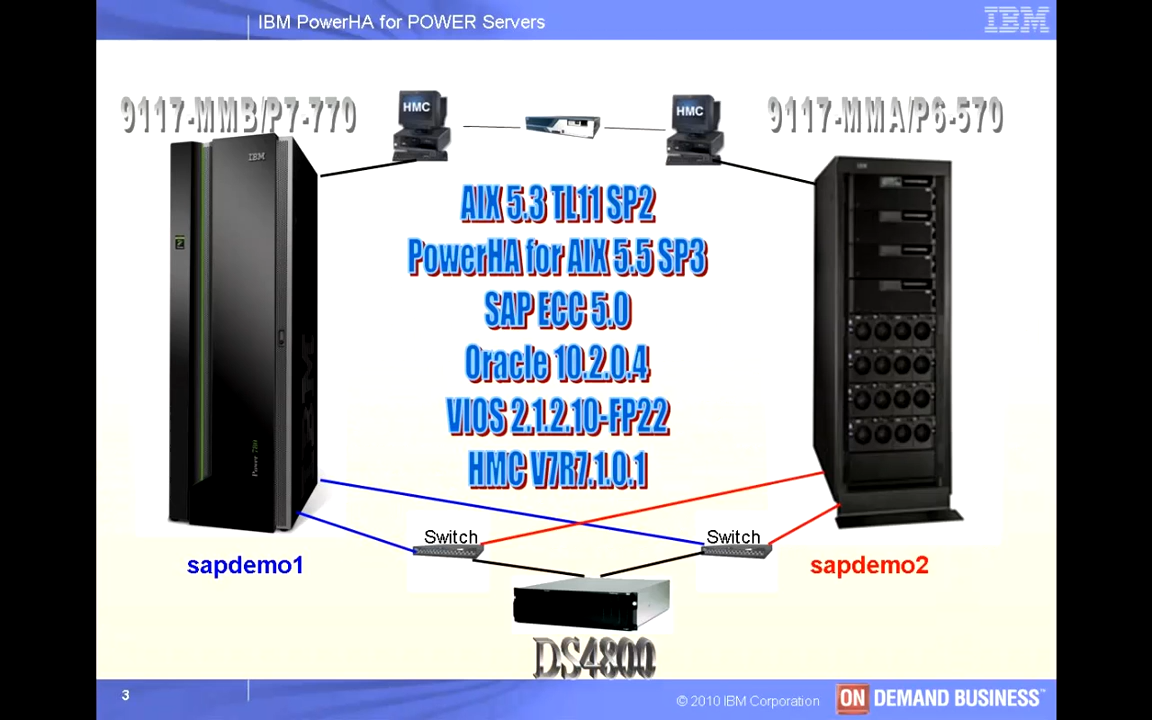 IBM PowerHA for POWER Servers
IBM
9117-MMB/P7-770
HMC
HMC
9117-MMA/P6-570
IBM
AIX 5.3 TL11 SP2
PowerHA for AIX 5.5 SP3
SAP ECC 5.0
Oracle 10.2.0.4
VIOS 2.1.2.10-FP22
HMC V7R7.1.0.1
IBM
Switch
Switch
sapdemo1
sapdemo2
DS4800
3
© 2010 IBM Corporation
ON DEMAND BUSINESS™